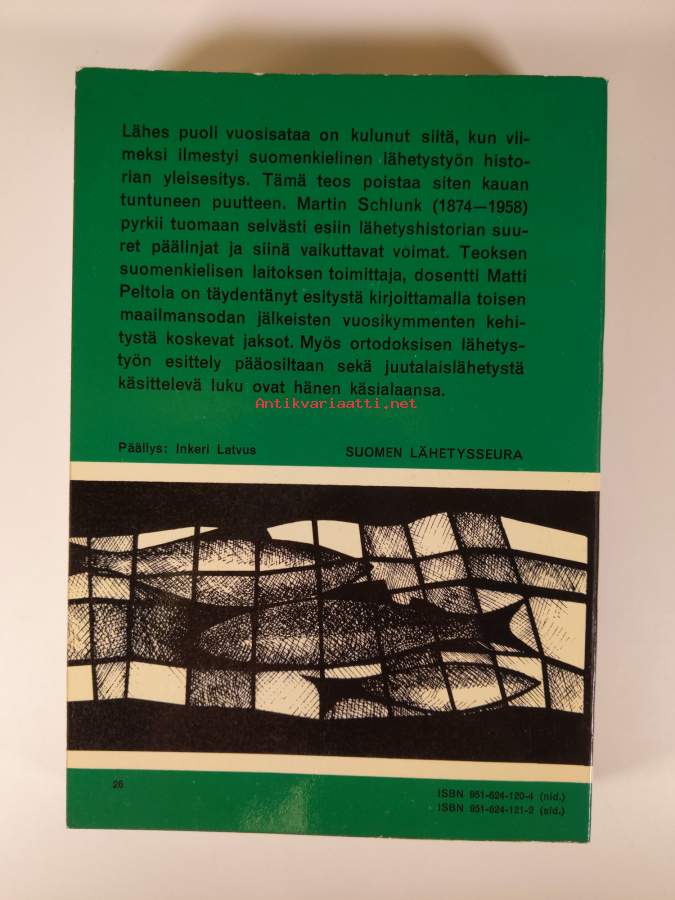 Lähes puoli vuosisataa on kulunut siitä, kun vii-
meksi ilmestyi suomenkielinen lähetystyön histo-
rian yleisesitys. Tämä teos poistaa siten kauan
tuntuneen puutteen. Martin Schlunk (1874—1958)
pyrkii tuomaan selvästi esiin lähetyshistorian suu-
ret päälinjat ja siinä vaikuttavat voimat. Teoksen
suomenkielisen laitoksen toimittaja, dosentti Matti
Peltola on täydentänyt esitystä kirjoittamalla toisen
maailmansodan jälkeisten vuosikymmenten kehi-
tystä koskevat jaksot. Myös ortodoksisen lähetys-
työn esittely pääosiltaan sekä juutalaislähetystä
käsittelevä luku ovat hänen käsialaansa.
Antikvariaatti.net
Päällys: Inkeri Latvus SUOMEN LÄHETYSSEURA
26
ISBN 951-624-120-4 (nid.)
ISBN 951-624-121-2 (sid.)